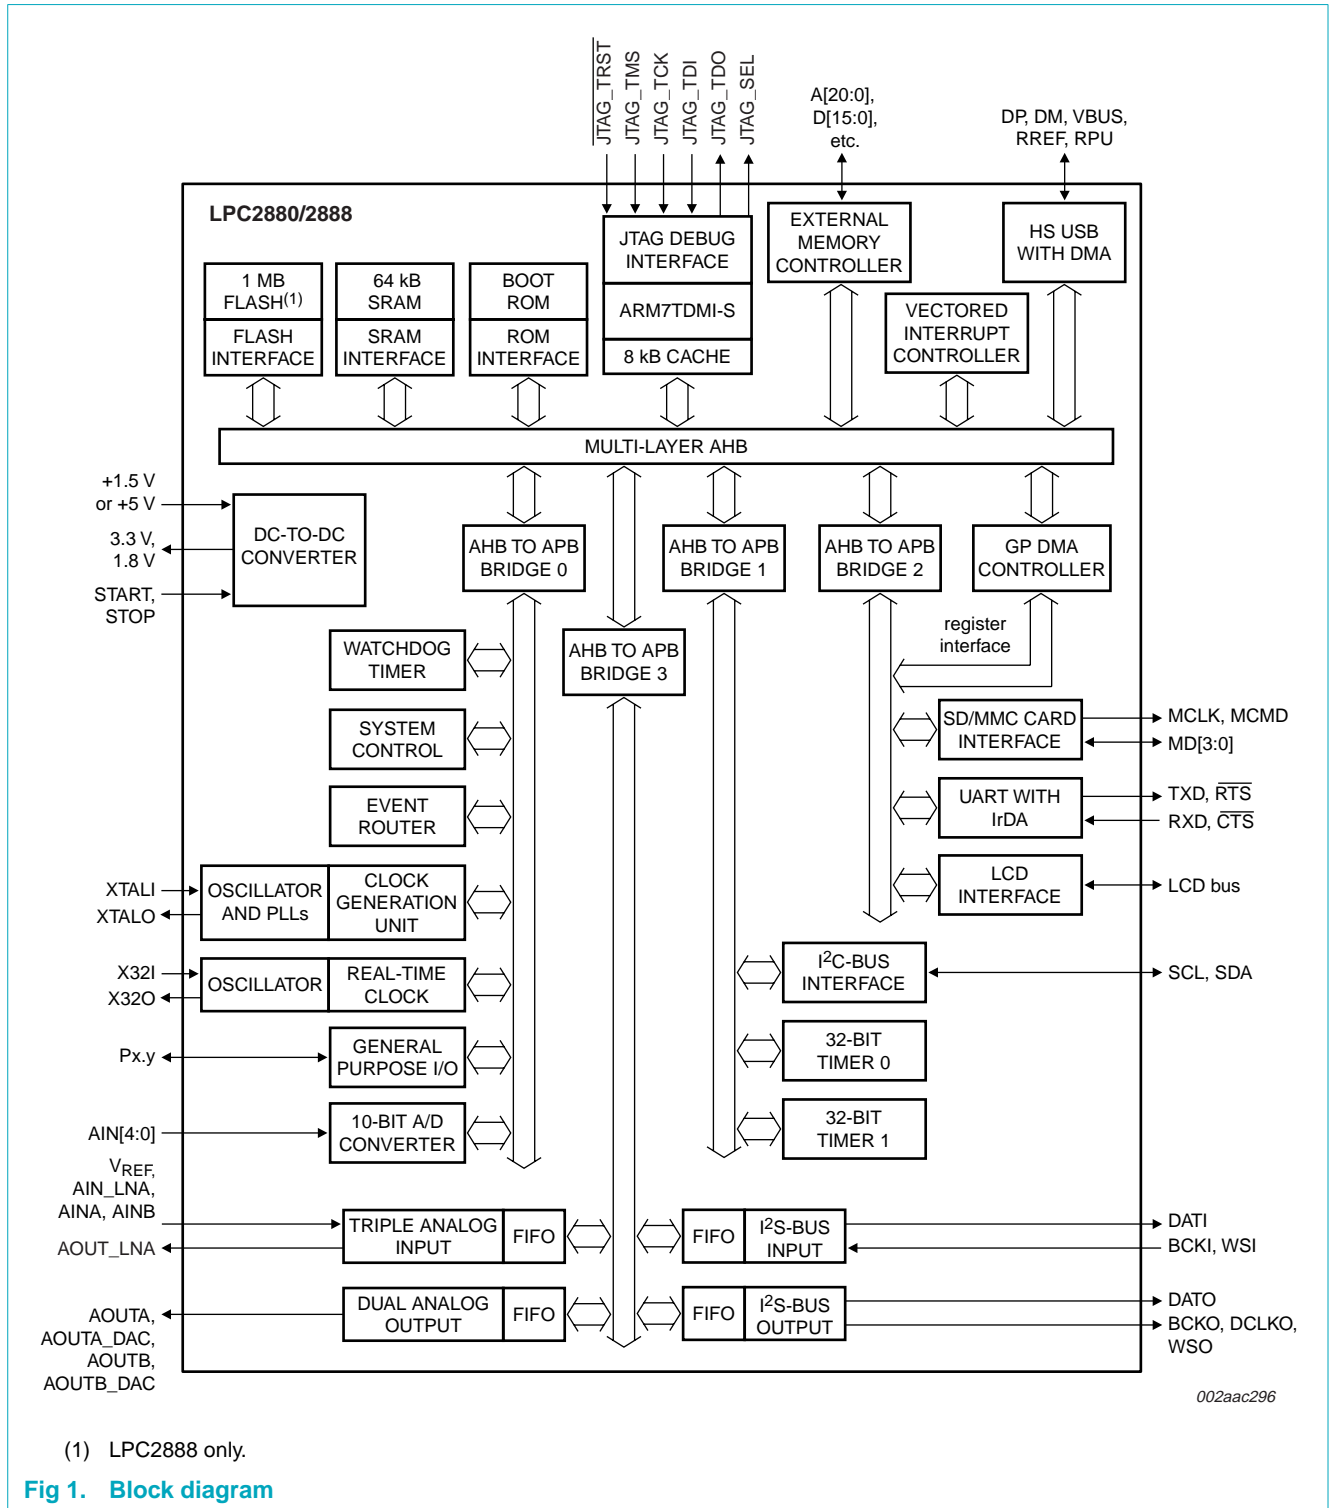 JTAG_TRST
JTAG_TMS
JTAG_TCK
JTAG_TDI
JTAG_TDO
JTAG_SEL
A[20:0],
D[15:0],
etc.
DP, DM, VBUS,
RREF, RPU
LPC2880/2888
1 MB
FLASH(1)
FLASH
INTERFACE
64 kB
SRAM
SRAM
INTERFACE
BOOT
ROM
ROM
INTERFACE
JTAG DEBUG
INTERFACE
ARM7TDMI-S
8 kB CACHE
EXTERNAL
MEMORY
CONTROLLER
VECTORED
INTERRUPT
CONTROLLER
HS USB
WITH DMA
MULTI-LAYER AHB
+1.5 V
or +5 V
3.3 V,
1.8 V
START,
STOP
DC-TO-DC
CONVERTER
AHB TO APB
BRIDGE 0
AHB TO APB
BRIDGE 1
AHB TO APB
BRIDGE 2
GP DMA
CONTROLLER
register
interface
AHB TO APB
BRIDGE 3
WATCHDOG
TIMER
SYSTEM
CONTROL
EVENT
ROUTER
XTALI
XTALO
OSCILLATOR
AND PLLs
CLOCK
GENERATION
UNIT
X32I
X32O
OSCILLATOR
REAL-TIME
CLOCK
Px.y
GENERAL
PURPOSE I/O
AIN[4:0]
10-BIT A/D
CONVERTER
SD/MMC CARD
INTERFACE
MCLK, MCMD
MD[3:0]
UART WITH
IrDA
TXD, RTS
RXD, CTS
LCD
INTERFACE
LCD bus
I2C-BUS
INTERFACE
SCL, SDA
32-BIT
TIMER 0
32-BIT
TIMER 1
VREF,
AIN_LNA,
AINA, AINB
AOUT_LNA
TRIPLE ANALOG
INPUT
FIFO
FIFO
I2S-BUS
INPUT
DATI
BCKI, WSI
AOUTA,
AOUTA_DAC,
AOUTB,
AOUTB_DAC
DUAL ANALOG
OUTPUT
FIFO
FIFO
I2S-BUS
OUTPUT
DATO
BCKO, DCLKO,
WSO
002aac296
(1) LPC2888 only.
Fig 1. Block diagram